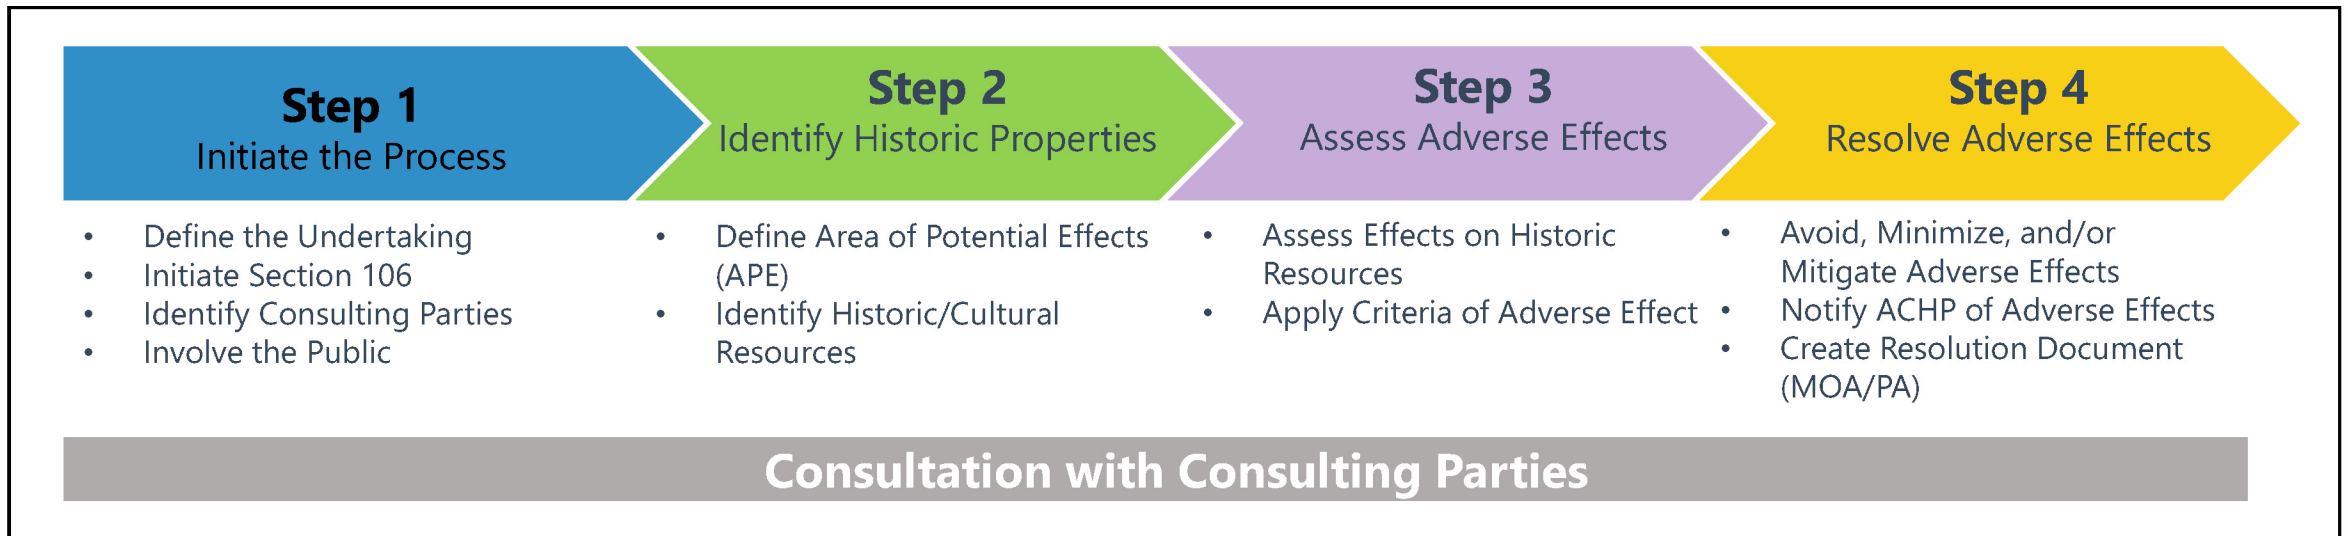 Step 1
Initiate the Process
• Define the Undertaking
• Initiate Section 106
• Identify Consulting Parties
• Involve the Public
Step 2
Identify Historic Properties
• Define Area of Potential Effects
(APE)
• Identify Historic/Cultural
Resources
Step 3
Assess Adverse Effects
• Assess Effects on Historic
Resources
• Apply Criteria of Adverse Effect
Step 4
Resolve Adverse Effects
• Avoid, Minimize, and/or
Mitigate Adverse Effects
• Notify ACHP of Adverse Effects
• Create Resolution Document
(MOA/PA)
Consultation with Consulting Parties